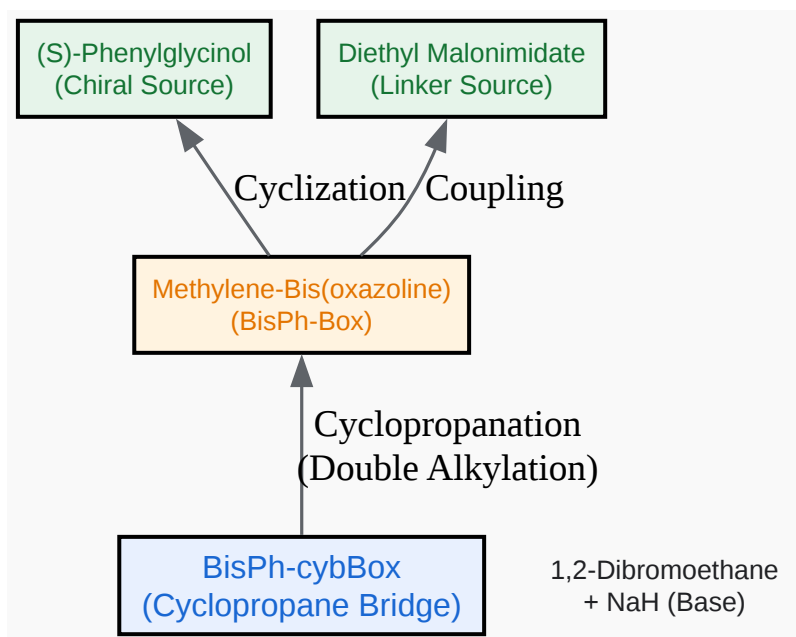 (S)-Phenylglycinol
(Chiral Source)
Diethyl Malonimidate
(Linker Source)
Cyclization
Coupling
Methylene-Bis(oxazoline)
(BisPh-Box)
Cyclopropanation
(Double Alkylation)
BisPh-cybBox
(Cyclopropane Bridge)
1,2-Dibromoethane
+ NaH (Base)